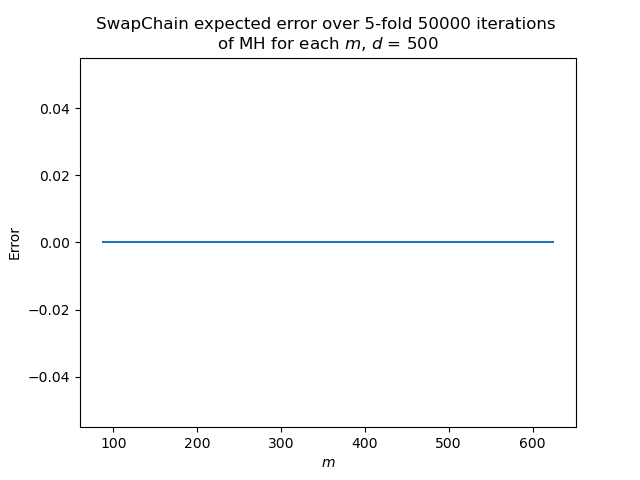 SwapChain expected error over 5-fold 50000 iterations
of MH for each m, d = 500
0.04
0.02
0.00
−0.02
−0.04
Error
100 200 300 400 500 600
m